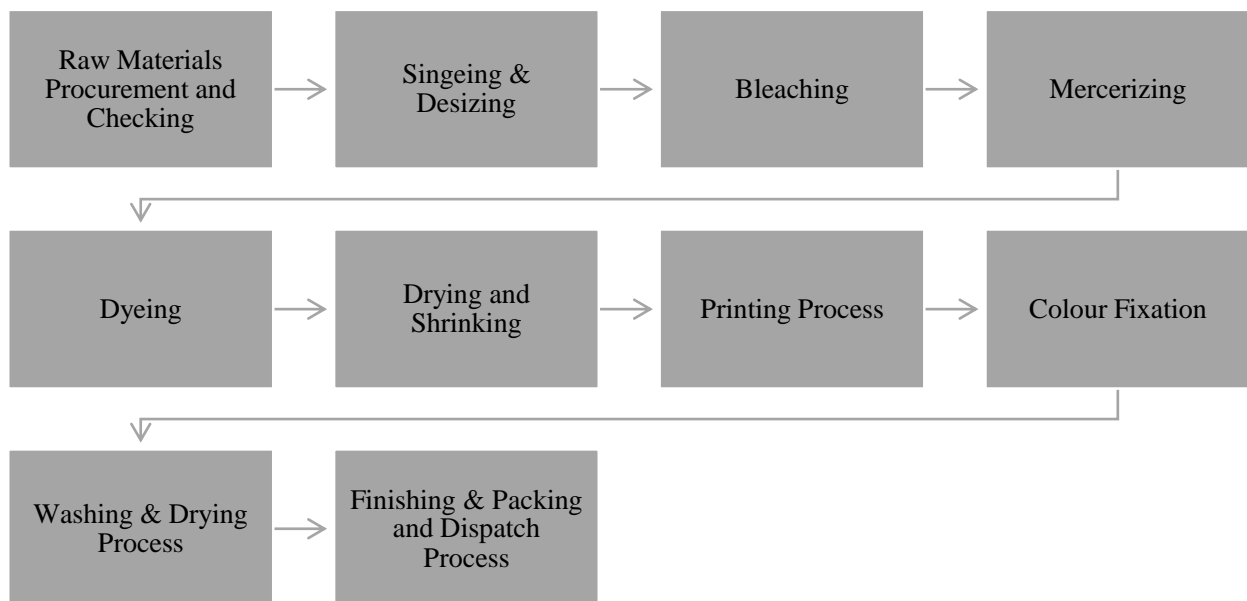 Raw Materials
Procurement and
Checking
Singeing &
Desizing
Bleaching
Mercerizing
Dyeing
Drying and
Shrinking
Printing Process
Colour Fixation
Washing & Drying
Process
Finishing & Packing
and Dispatch
Process